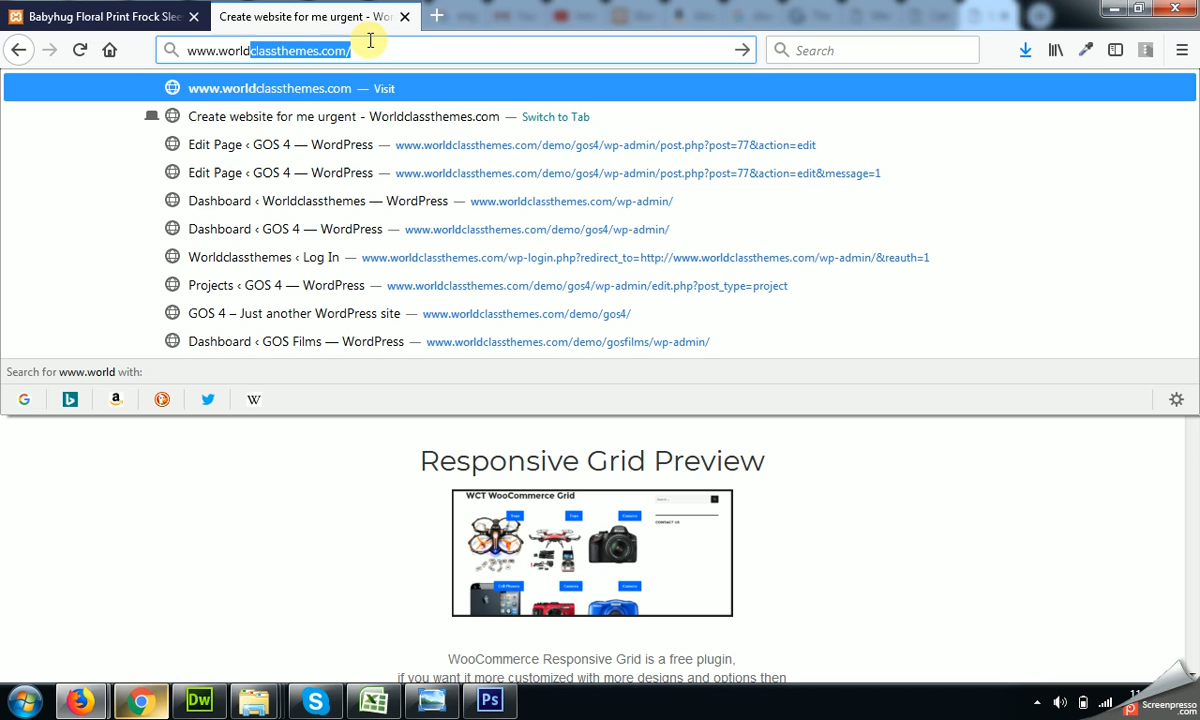 Babyhug Floral Print Frock Slee
Create website for me urgent - Wor
www.worldclassthemes.com/
Search
www.worldclassthemes.com — Visit
Create website for me urgent - Worldclassthemes.com — Switch to Tab
Edit Page ‹ GOS 4 — WordPress — www.worldclassthemes.com/demo/gos4/wp-admin/post.php?post=77&action=edit
Edit Page ‹ GOS 4 — WordPress — www.worldclassthemes.com/demo/gos4/wp-admin/post.php?post=77&action=edit&message=1
Dashboard ‹ Worldclassthemes — WordPress — www.worldclassthemes.com/wp-admin/
Dashboard ‹ GOS 4 — WordPress — www.worldclassthemes.com/demo/gos4/wp-admin/
Worldclassthemes ‹ Log In — www.worldclassthemes.com/wp-login.php?redirect_to=http://www.worldclassthemes.com/wp-admin/&reauth=1
Projects ‹ GOS 4 — WordPress — www.worldclassthemes.com/demo/gos4/wp-admin/edit.php?post_type=project
GOS 4 – Just another WordPress site — www.worldclassthemes.com/demo/gos4/
Dashboard ‹ GOS Films — WordPress — www.worldclassthemes.com/demo/gosfilms/wp-admin/
Search for www.world with:
Responsive Grid Preview
WCT WooCommerce Grid
CONTACT US
WooCommerce Responsive Grid is a free plugin,
if you want it more customized with more designs and options then
Dw
Ps
Screenpresso
.com